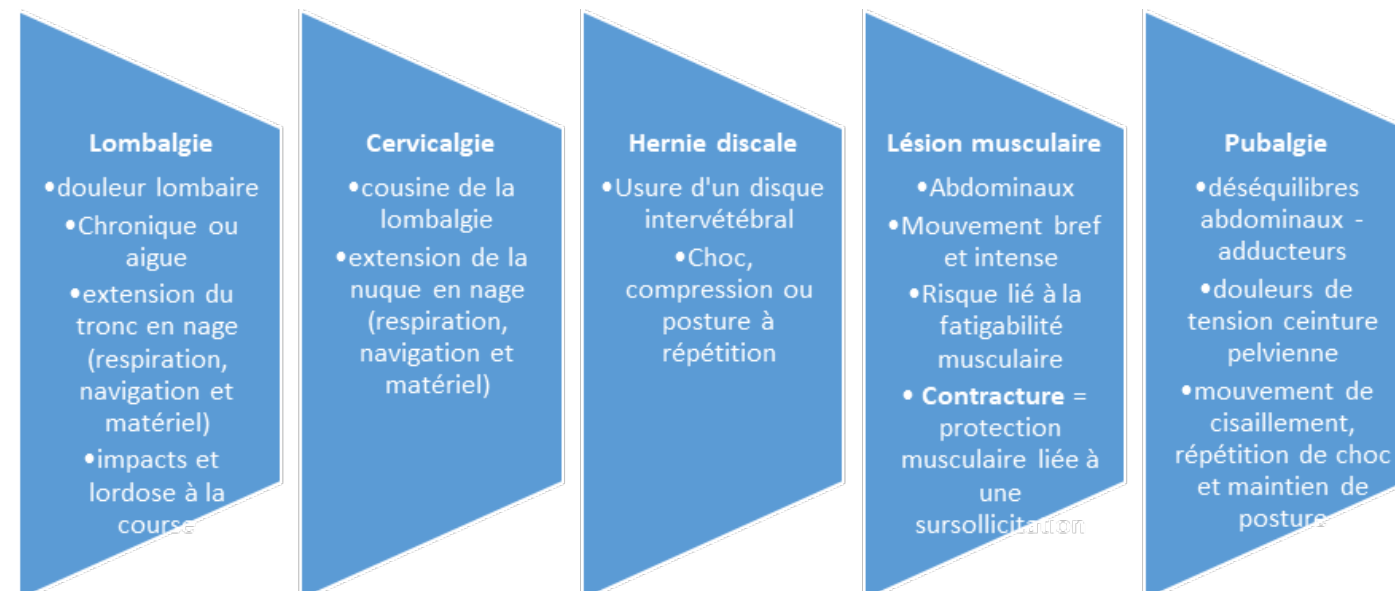 Lombalgie
•douleur lombaire
•Chronique ou
aigue
•extension du
tronc en nage
(respiration,
navigation et
matériel)
•impacts et
lordose à la
course
Cervicalgie
•cousine de la
lombalgie
•extension de la
nuque en nage
(respiration,
navigation et
matériel)
Hernie discale
•Usure d'un disque
intervétébral
•Choc,
compression ou
posture à
répétition
Lésion musculaire
•Abdominaux
•Mouvement bref
et intense
•Risque lié à la
fatigabilité
musculaire
• Contracture =
protection
musculaire liée à
une
sursollicitation
Pubalgie
•déséquilibres
abdominaux -
adducteurs
•douleurs de
tension ceinture
pelvienne
•mouvement de
cisaillement,
répétition de choc
et maintien de
posture